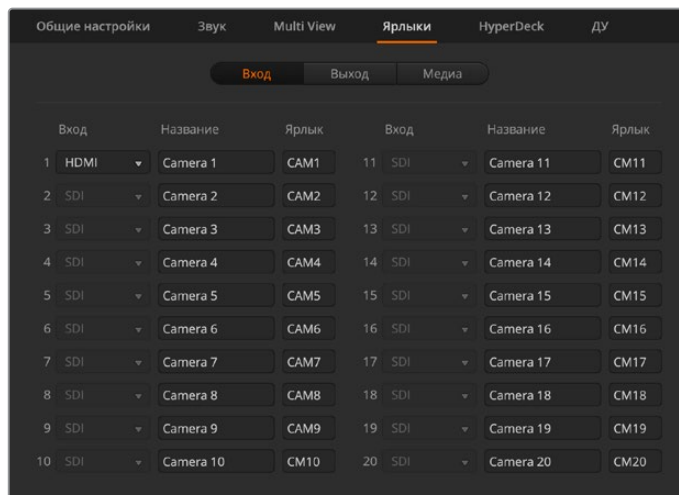 Общие настройки Звук Multi View Ярлыки HyperDeck ДУ
Вход Выход Медиа
Вход Название Ярлык Вход Название Ярлык
1 HDMI Camera 1 CAM1 11 SDI Camera 11 CM11
2 SDI Camera 2 CAM2 12 SDI Camera 12 CM12
3 SDI Camera 3 CAM3 13 SDI Camera 13 CM13
4 SDI Camera 4 CAM4 14 SDI Camera 14 CM14
5 SDI Camera 5 CAM5 15 SDI Camera 15 CM15
6 SDI Camera 6 CAM6 16 SDI Camera 16 CM16
7 SDI Camera 7 CAM7 17 SDI Camera 17 CM17
8 SDI Camera 8 CAM8 18 SDI Camera 18 CM18
9 SDI Camera 9 CAM9 19 SDI Camera 19 CM19
10 SDI Camera 10 CM10 20 SDI Camera 20 CM20